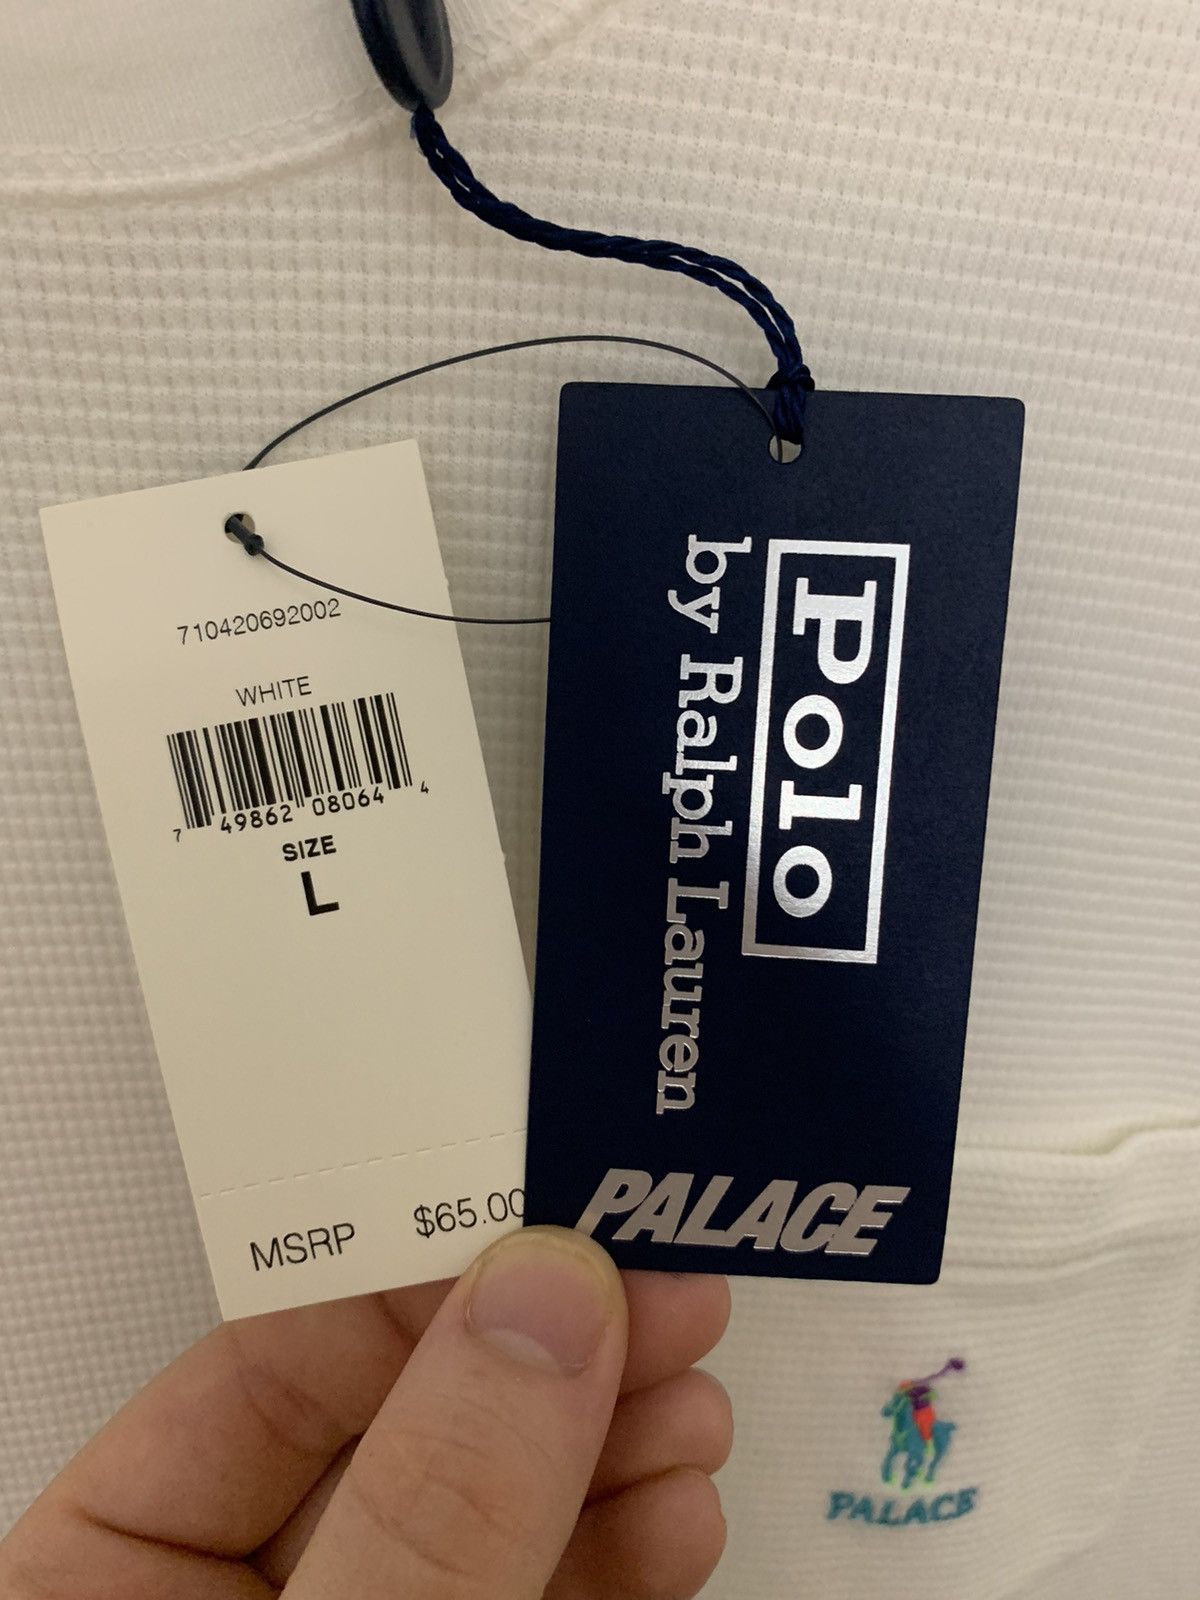 710420692002
WHITE
7 49862 08064 4
SIZE
L
MSRP $65.00
Polo
by Ralph Lauren
PALACE
PALACE